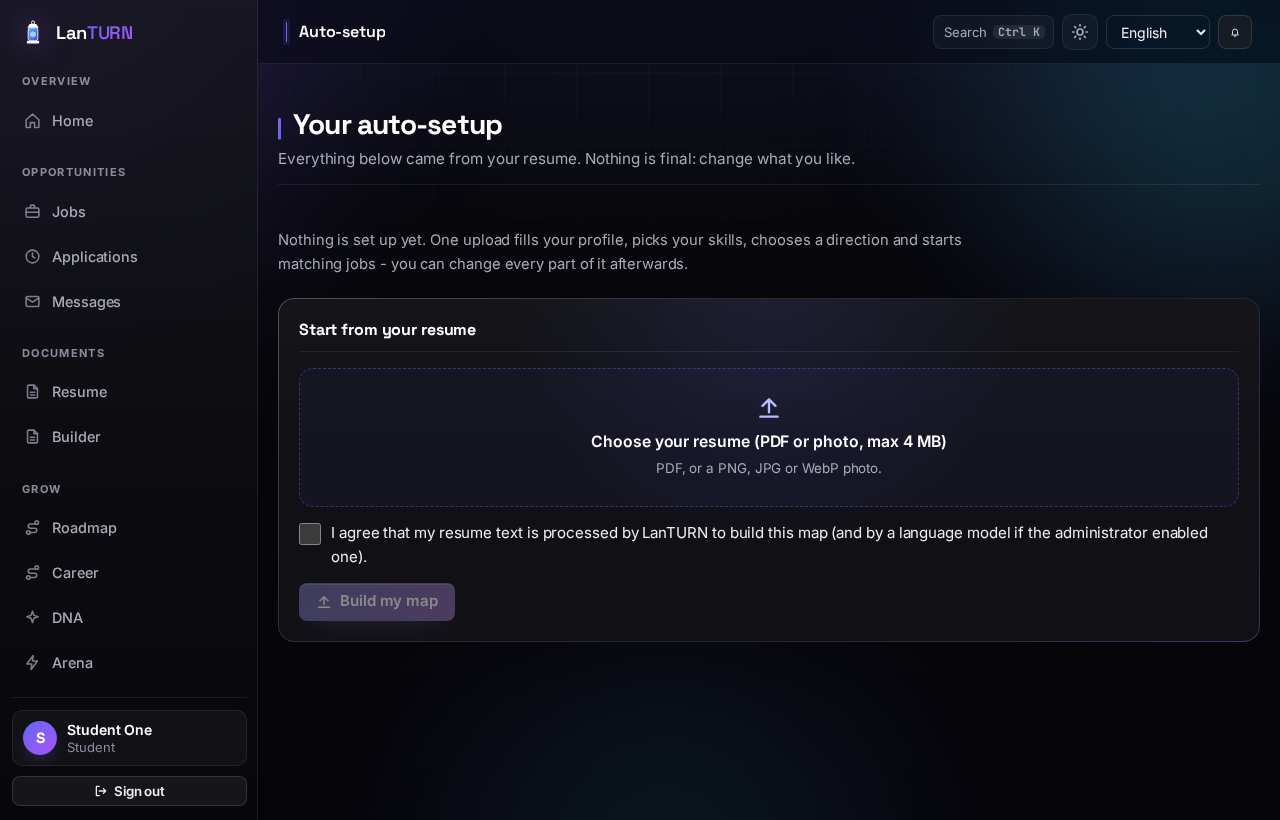 LanTURN
OVERVIEW
Home
OPPORTUNITIES
Jobs
Applications
Messages
DOCUMENTS
Resume
Builder
GROW
Roadmap
Career
DNA
Arena
S
Student One
Student
Sign out
Auto-setup
Search Ctrl K
English
Your auto-setup
Everything below came from your resume. Nothing is final: change what you like.
Nothing is set up yet. One upload fills your profile, picks your skills, chooses a direction and starts
matching jobs - you can change every part of it afterwards.
Start from your resume
Choose your resume (PDF or photo, max 4 MB)
PDF, or a PNG, JPG or WebP photo.
I agree that my resume text is processed by LanTURN to build this map (and by a language model if the administrator enabled
one).
Build my map